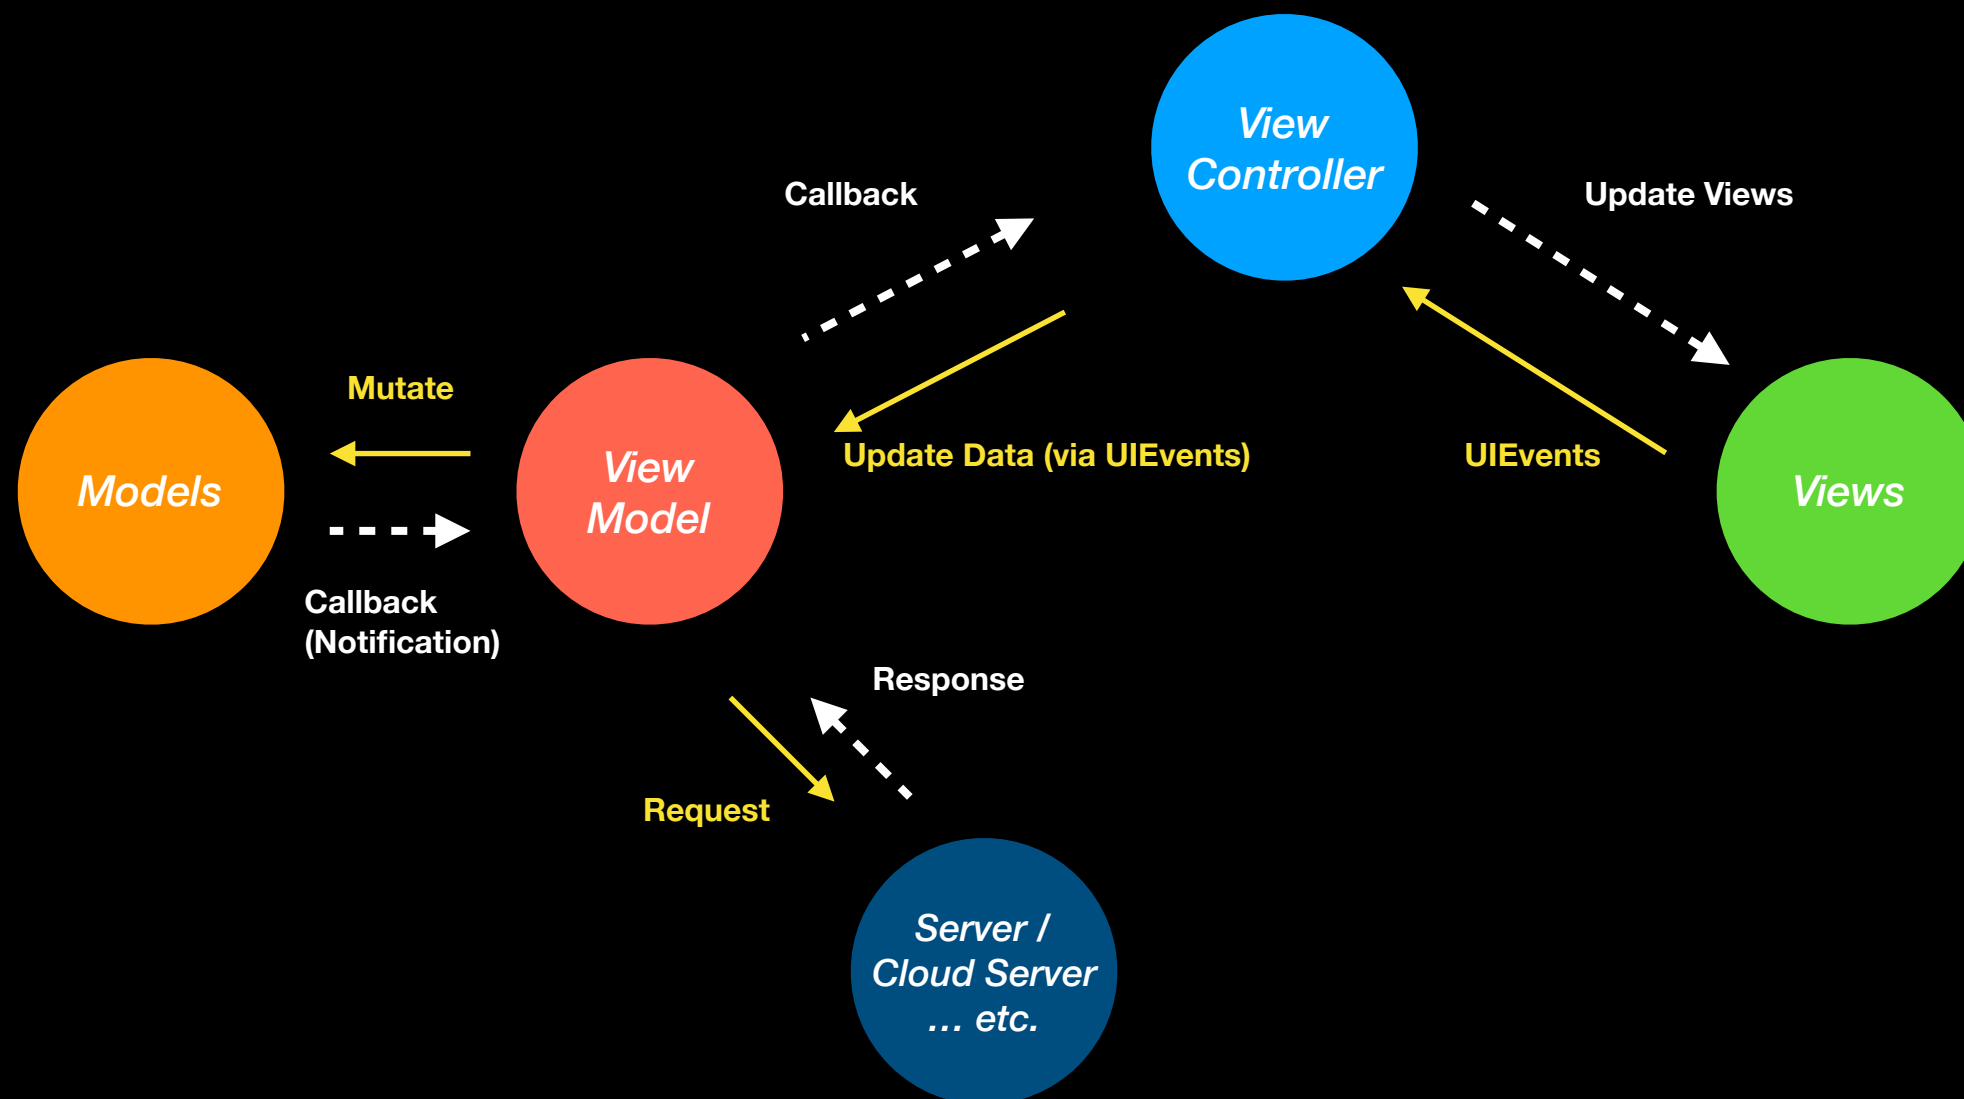 View
Controller
Callback
Update Views
Mutate
Models
View
Model
Update Data (via UIEvents)
UIEvents
Views
Callback
(Notification)
Response
Request
Server /
Cloud Server
… etc.